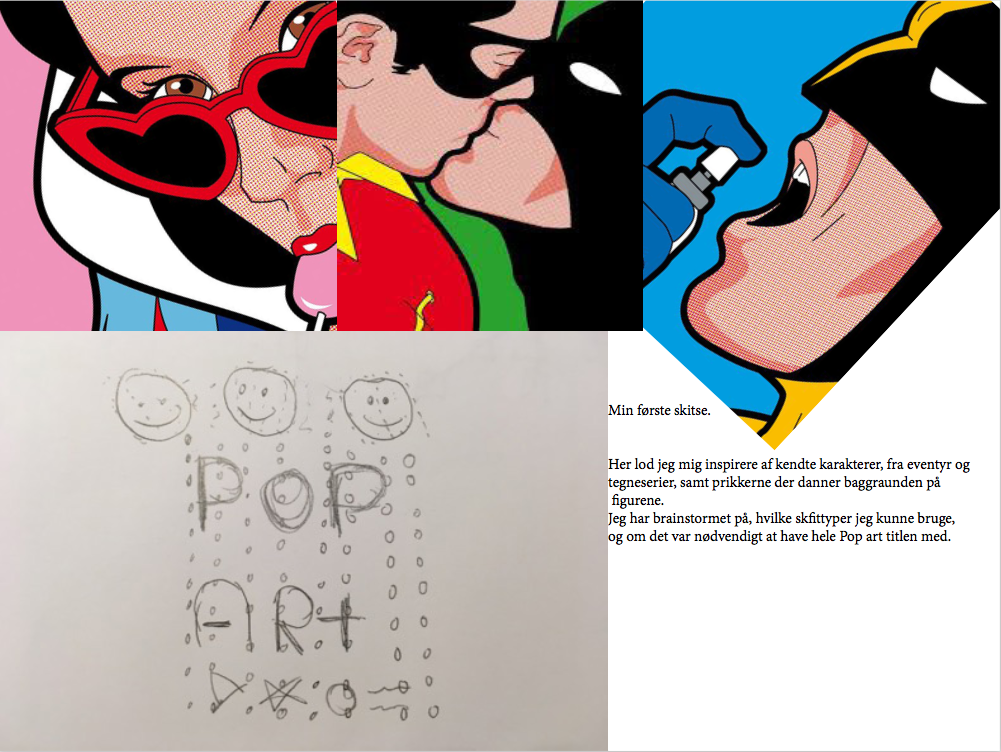 POP
ART
Min første skitse.
Her lod jeg mig inspirere af kendte karakterer, fra eventyr og
tegneserier, samt prikkerne der danner baggraunden på
figurene.
Jeg har brainstormet på, hvilke skfittyper jeg kunne bruge,
og om det var nødvendigt at have hele Pop art titlen med.